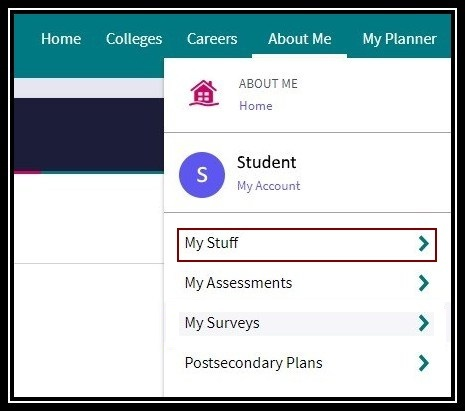 Home Colleges Careers About Me My Planner
ABOUT ME
Home
S
Student
My Account
My Stuff
My Assessments
My Surveys
Postsecondary Plans